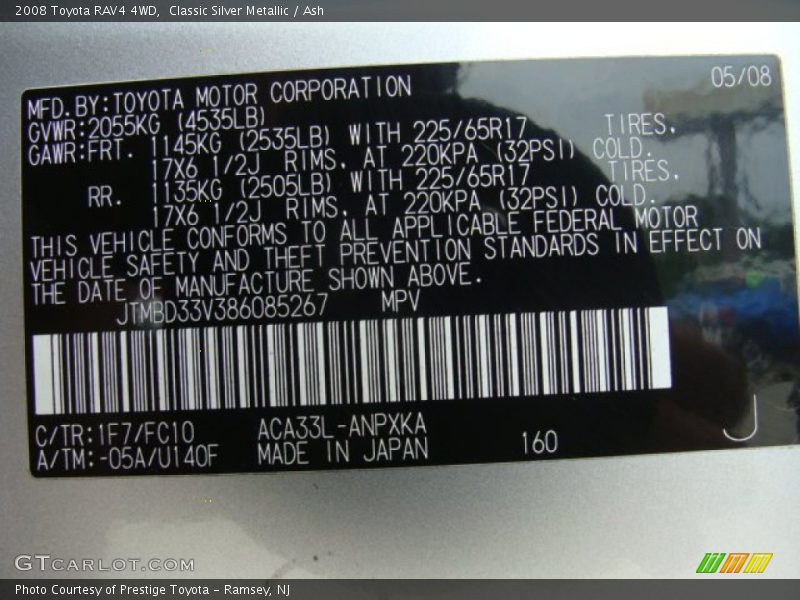 2008 Toyota RAV4 4WD,  Classic Silver Metallic / Ash
05/08
MFD.BY:TOYOTA MOTOR CORPORATION
GVWR:2055KG (4535LB)
GAWR:FRT. 1145KG (2535LB) WITH 225/65R17 TIRES.
17X6 1/2J RIMS, AT 220KPA (32PSI) COLD.
RR. 1135KG (2505LB) WITH 225/65R17 TIRES.
17X6 1/2J RIMS, AT 220KPA (32PSI) COLD.
THIS VEHICLE CONFORMS TO ALL APPLICABLE FEDERAL MOTOR
VEHICLE SAFETY AND THEFT PREVENTION STANDARDS IN EFFECT ON
THE DATE OF MANUFACTURE SHOWN ABOVE.
JTMBD33V386085267 MPV
C/TR:1F7/FC10 ACA33L-ANPXKA
A/TM:-05A/U140F MADE IN JAPAN 160 J
GTCARLOT.COM
Photo Courtesy of Prestige Toyota - Ramsey, NJ